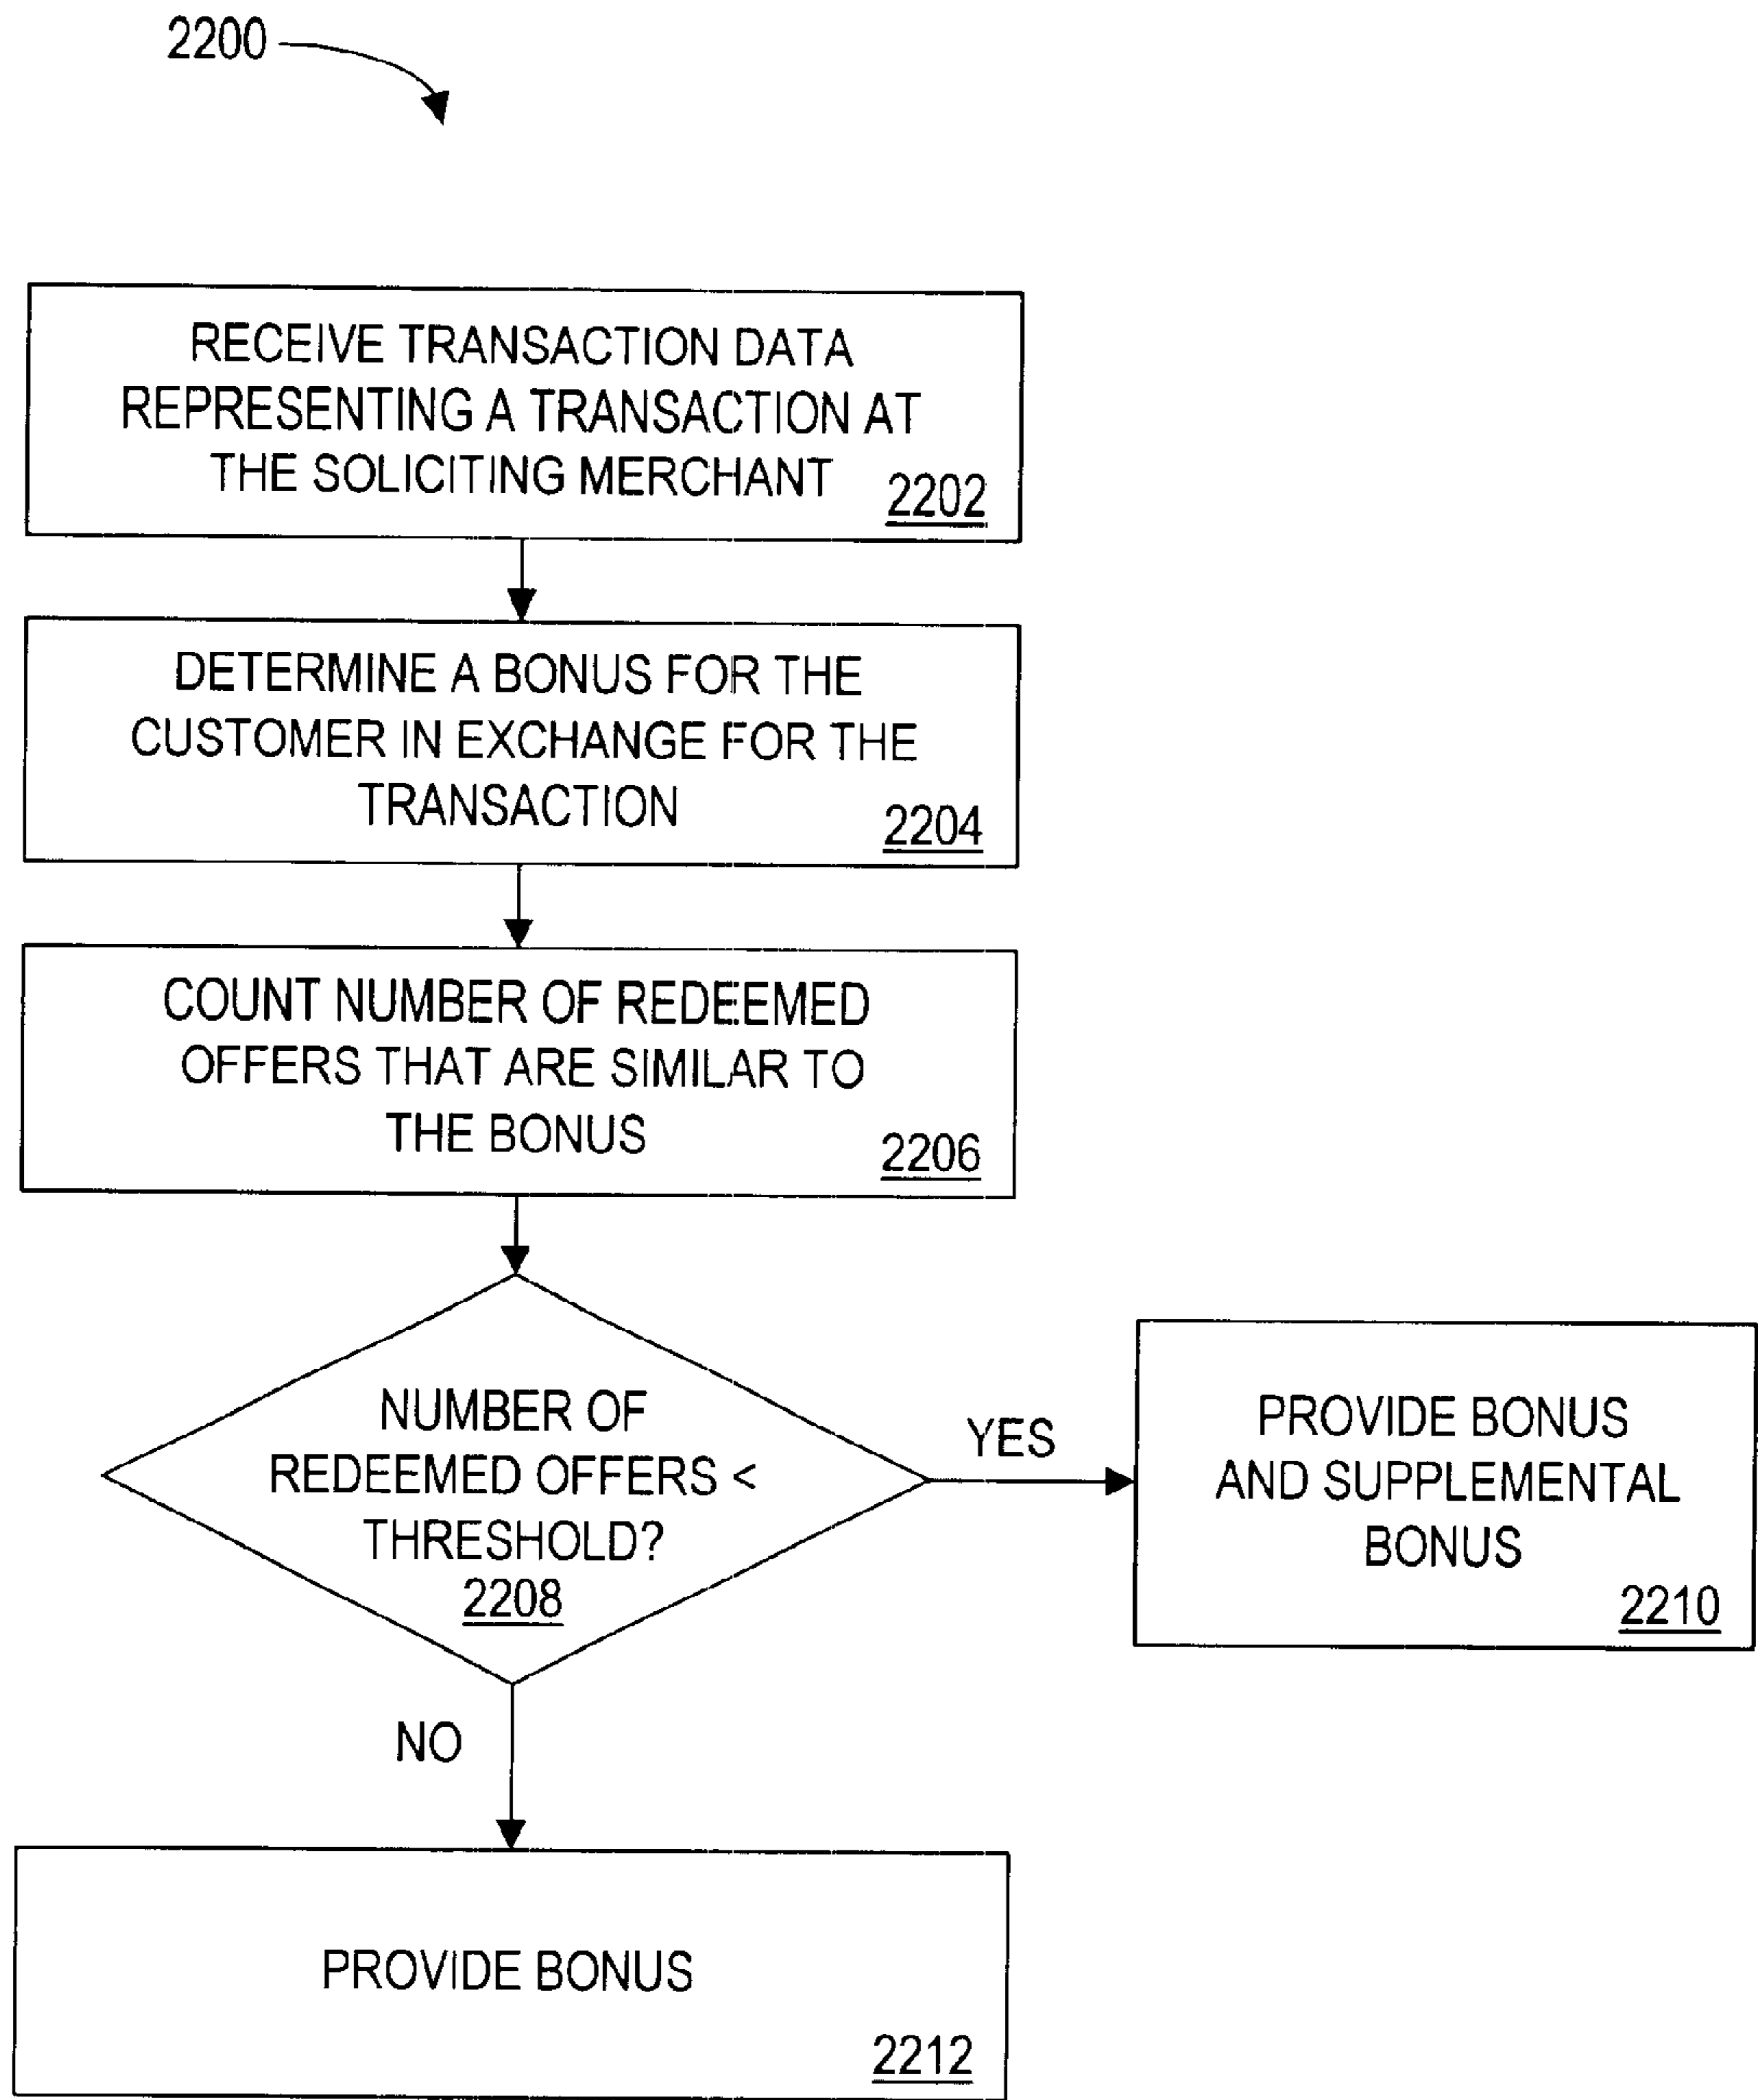 2200
RECEIVE TRANSACTION DATA
REPRESENTING A TRANSACTION AT
THE SOLICITING MERCHANT
2202
DETERMINE A BONUS FOR THE
CUSTOMER IN EXCHANGE FOR THE
TRANSACTION
2204
COUNT NUMBER OF REDEEMED
OFFERS THAT ARE SIMILAR TO
THE BONUS
2206
NUMBER OF
REDEEMED OFFERS <
THRESHOLD?
2208
YES
PROVIDE BONUS
AND SUPPLEMENTAL
BONUS
2210
NO
PROVIDE BONUS
2212